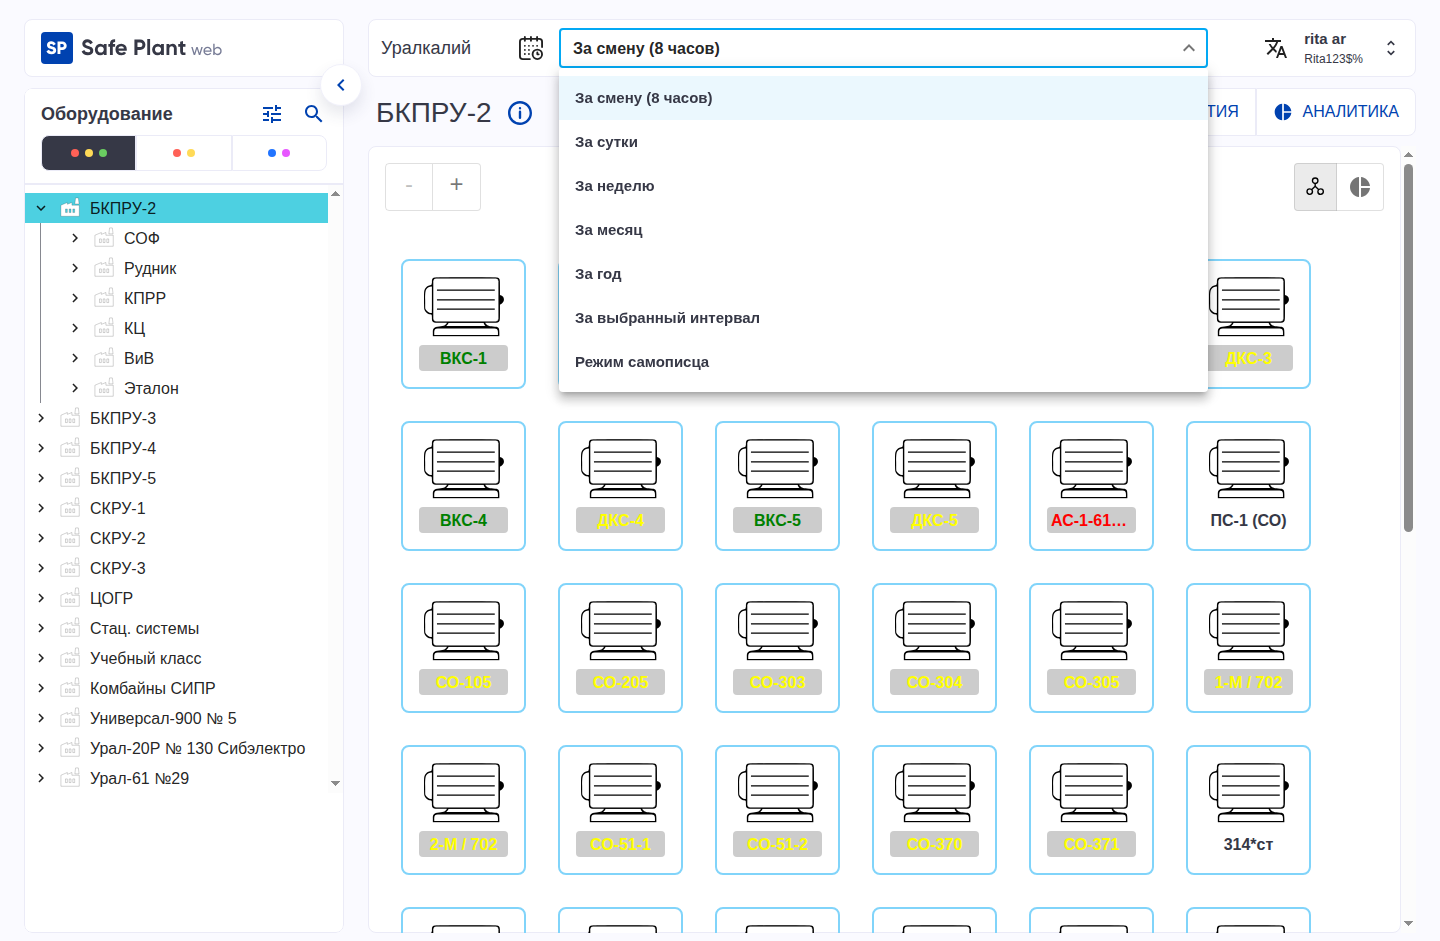 SP Safe Plant web
Уралкалий
За смену (8 часов)
rita ar
Rita123$%
Оборудование
БКПРУ-2
СОФ
Рудник
КПРР
КЦ
ВиВ
Эталон
БКПРУ-3
БКПРУ-4
БКПРУ-5
СКРУ-1
СКРУ-2
СКРУ-3
ЦОГР
Стац. системы
Учебный класс
Комбайны СИПР
Универсал-900 № 5
Урал-20Р № 130 Сибэлектро
Урал-61 №29
БКПРУ-2
ТИЯ
АНАЛИТИКА
- +
За смену (8 часов)
За сутки
За неделю
За месяц
За год
За выбранный интервал
Режим самописца
ВКС-1 ДКС-3
ВКС-4 ДКС-4 ВКС-5 ДКС-5 АС-1-61... ПС-1 (СО)
СО-105 СО-205 СО-303 СО-304 СО-305 1-М / 702
2-М / 702 СО-51-1 СО-51-2 СО-370 СО-371 314*ст